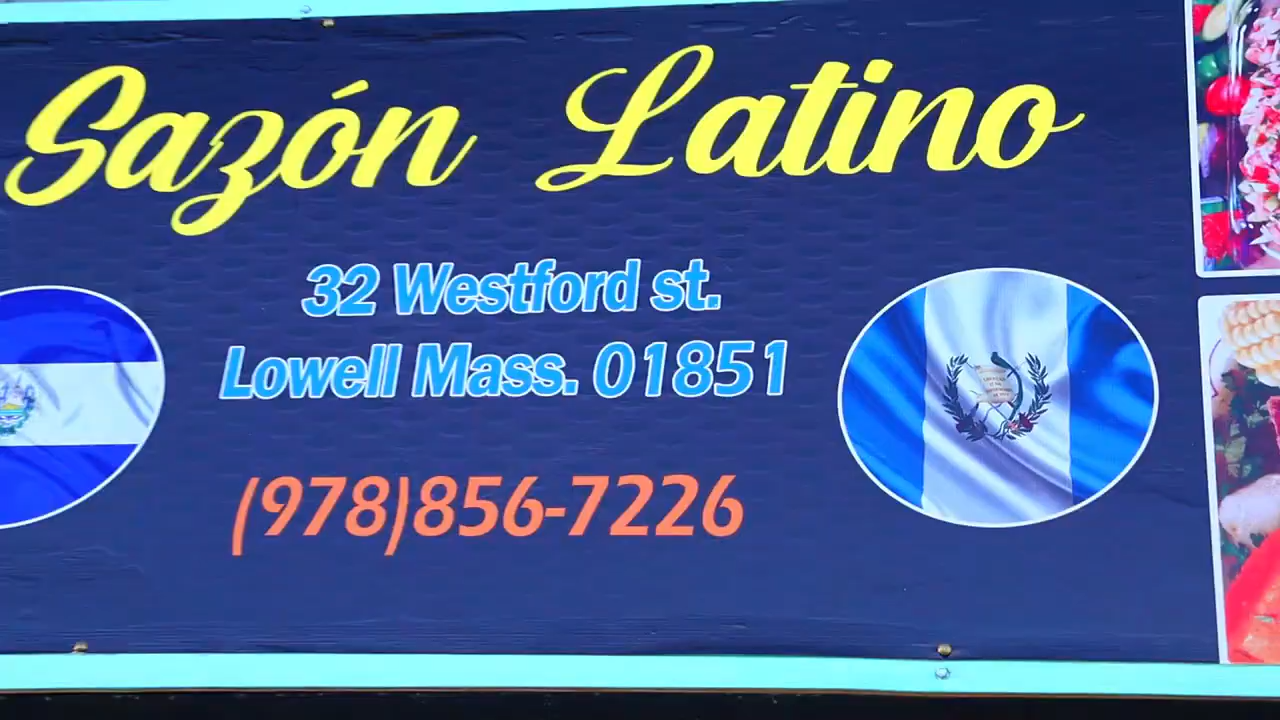 Sazón Latino
32 Westford st.
Lowell Mass. 01851
(978)856-7226